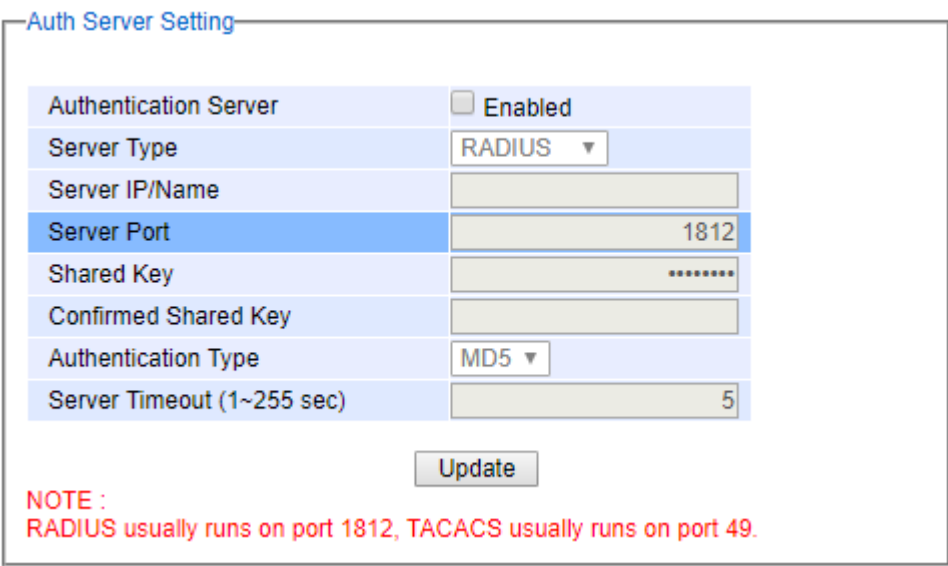 Auth Server Setting
Authentication Server Enabled
Server Type RADIUS ▼
Server IP/Name
Server Port 1812
Shared Key ••••••••
Confirmed Shared Key
Authentication Type MD5 ▼
Server Timeout (1~255 sec) 5
Update
NOTE :
RADIUS usually runs on port 1812, TACACS usually runs on port 49.